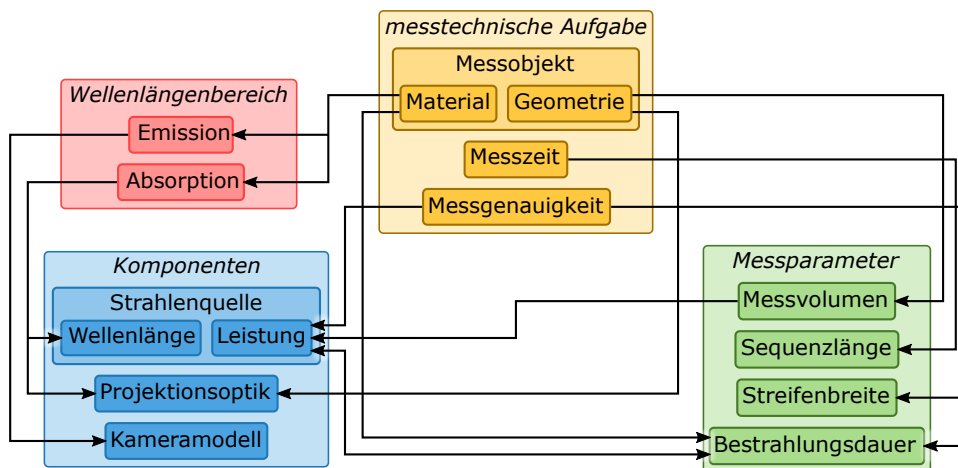 messtechnische Aufgabe
Messobjekt
Material
Geometrie
Messzeit
Messgenauigkeit
Wellenlängenbereich
Emission
Absorption
Komponenten
Strahlenquelle
Wellenlänge
Leistung
Projektionsoptik
Kameramodell
Messparameter
Messvolumen
Sequenzlänge
Streifenbreite
Bestrahlungsdauer